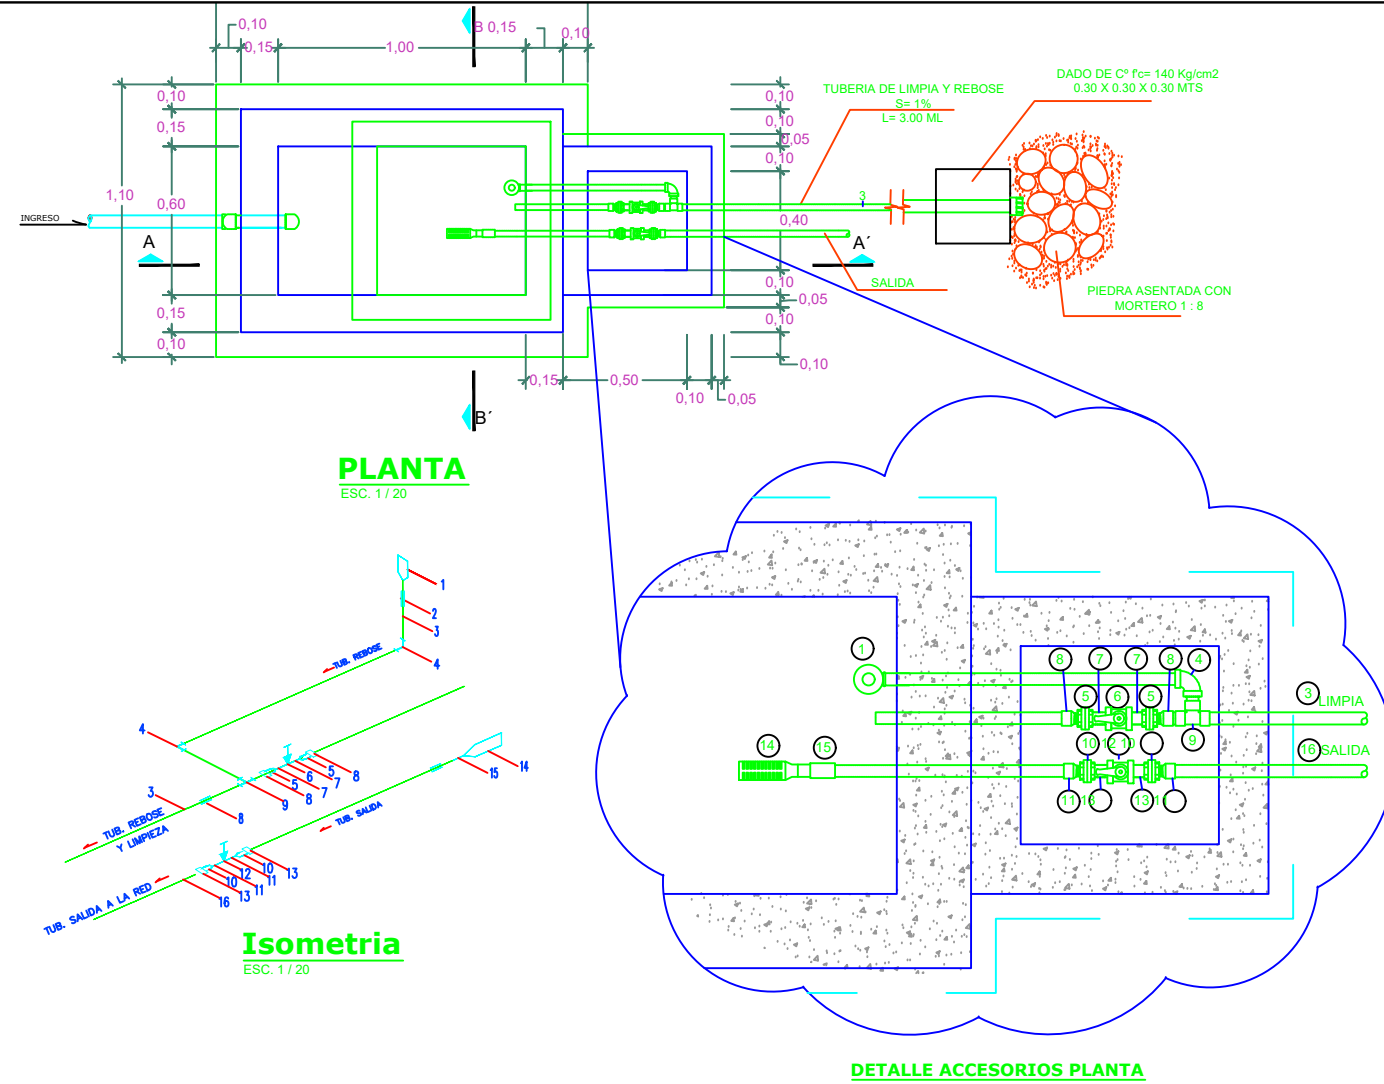 0,10
0,15
1,00
B 0,15
0,10
0,10
0,15
1,10
0,60
0,15
0,10
0,10
0,10
0,05
0,10
0,40
0,10
0,05
0,10
0,10
0,15
0,50
0,10
0,05
INGRESO
A
A´
B´
3
TUBERIA DE LIMPIA Y REBOSE
S= 1%
L= 3.00 ML
DADO DE Cº f'c= 140 Kg/cm2
0.30 X 0.30 X 0.30 MTS
SALIDA
PIEDRA ASENTADA CON
MORTERO 1 : 8
PLANTA
ESC. 1 / 20
1
2
3
4
TUB. REBOSE
4
5
6
5
7
7
8
8
9
8
3
TUB. REBOSE
Y LIMPIEZA
14
15
TUB. SALIDA
13
10
12
11
10
11
13
16
TUB. SALIDA A LA RED
Isometria
ESC. 1 / 20
1
8
7
7
8
4
5
6
5
3
LIMPIA
9
10
12
10
14
15
16
SALIDA
11
13
13
11
DETALLE ACCESORIOS PLANTA